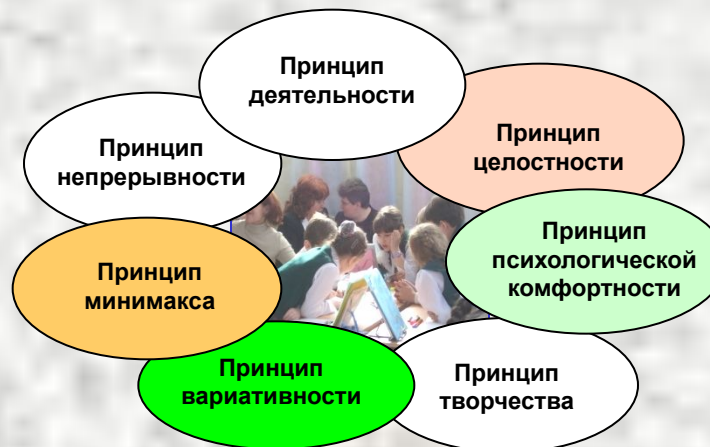 Принцип
деятельности
Принцип
целостности
Принцип
непрерывности
Принцип
психологической
комфортности
Принцип
минимакса
Принцип
вариативности
Принцип
творчества